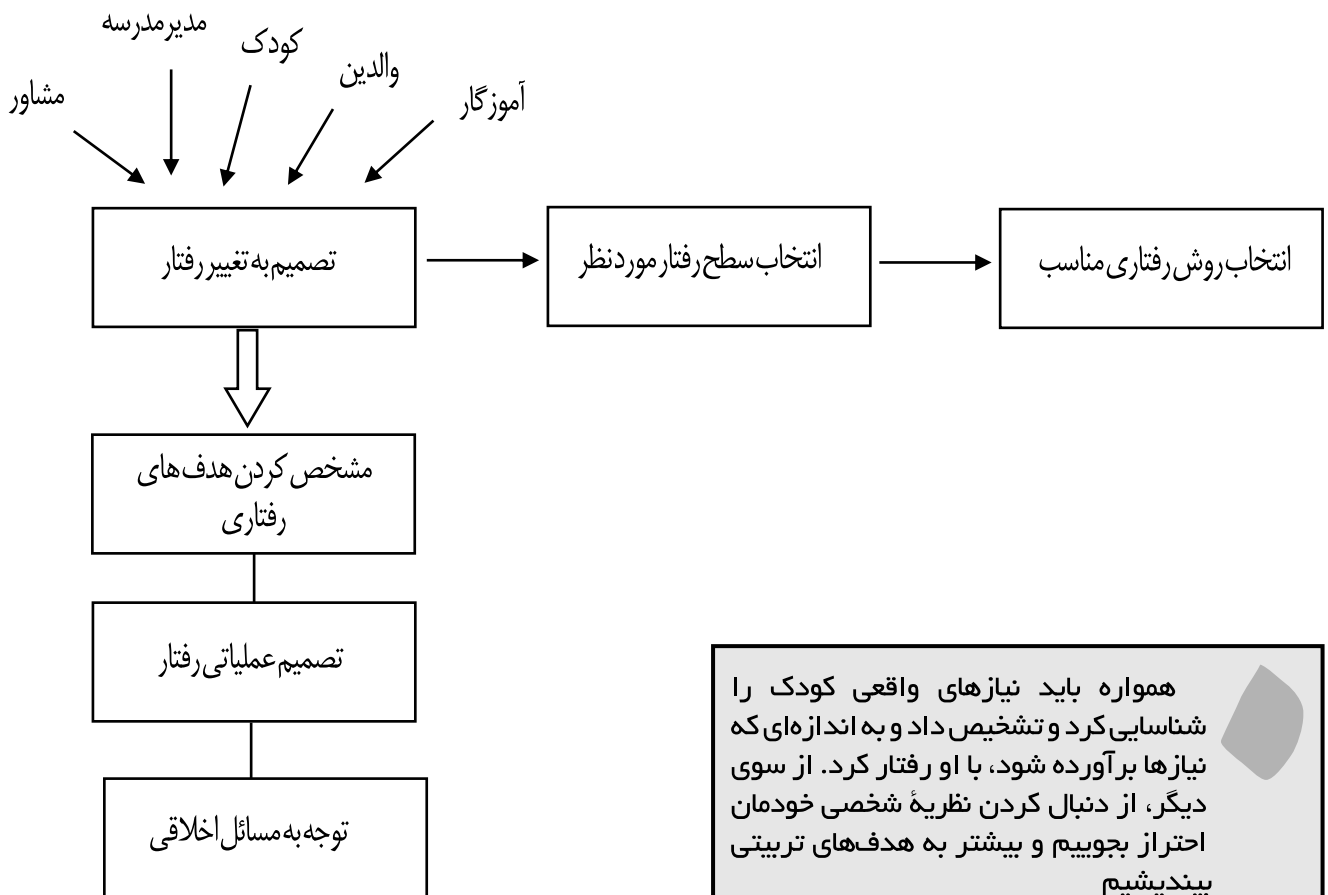 مدیر مدرسه
کودک
والدین
آموزگار
مشاور
تصمیم به تغییر رفتار
انتخاب سطح رفتار مورد نظر
انتخاب روش رفتاری مناسب
مشخص کردن هدف‌های
رفتاری
تصمیم عملیاتی رفتار
توجه به مسائل اخلاقی
همواره باید نیازهای واقعی کودک را
شناسایی کرد و تشخیص داد و به اندازه‌ای که
نیازها برآورده شود، با او رفتار کرد. از سوی
دیگر، از دنبال کردن نظریهٔ شخصی خودمان
احتراز بجوییم و بیشتر به هدف‌های تربیتی
بیندیشیم